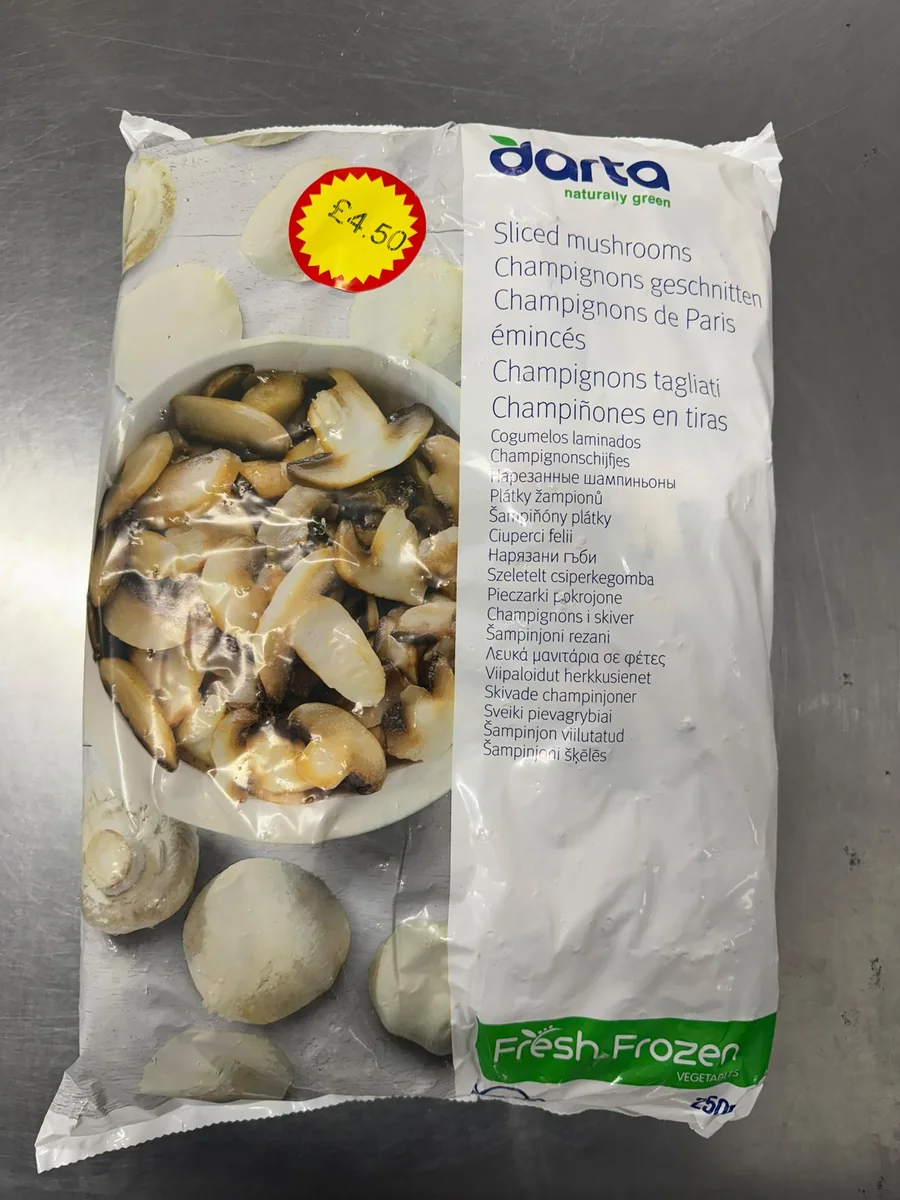 £4.50
darta
naturally green
Sliced mushrooms
Champignons geschnitten
Champignons de Paris
émincés
Champignons tagliati
Champiñones en tiras
Cogumelos laminados
Champignonschijfjes
Нарезанные шампиньоны
Plátky žampionů
Šampiňóny plátky
Ciuperci felii
Нарязани гъби
Szeletelt csiperkegomba
Pieczarki pokrojone
Champignons i skiver
Šampinjoni rezani
Λευκά μανιτάρια σε φέτες
Viipaloidut herkkusienet
Skivade champinjoner
Sveiki pievagrybiai
Šampinjon viilutatud
Šampinjoni šķēlēs
Fresh Frozen
VEGETABLES